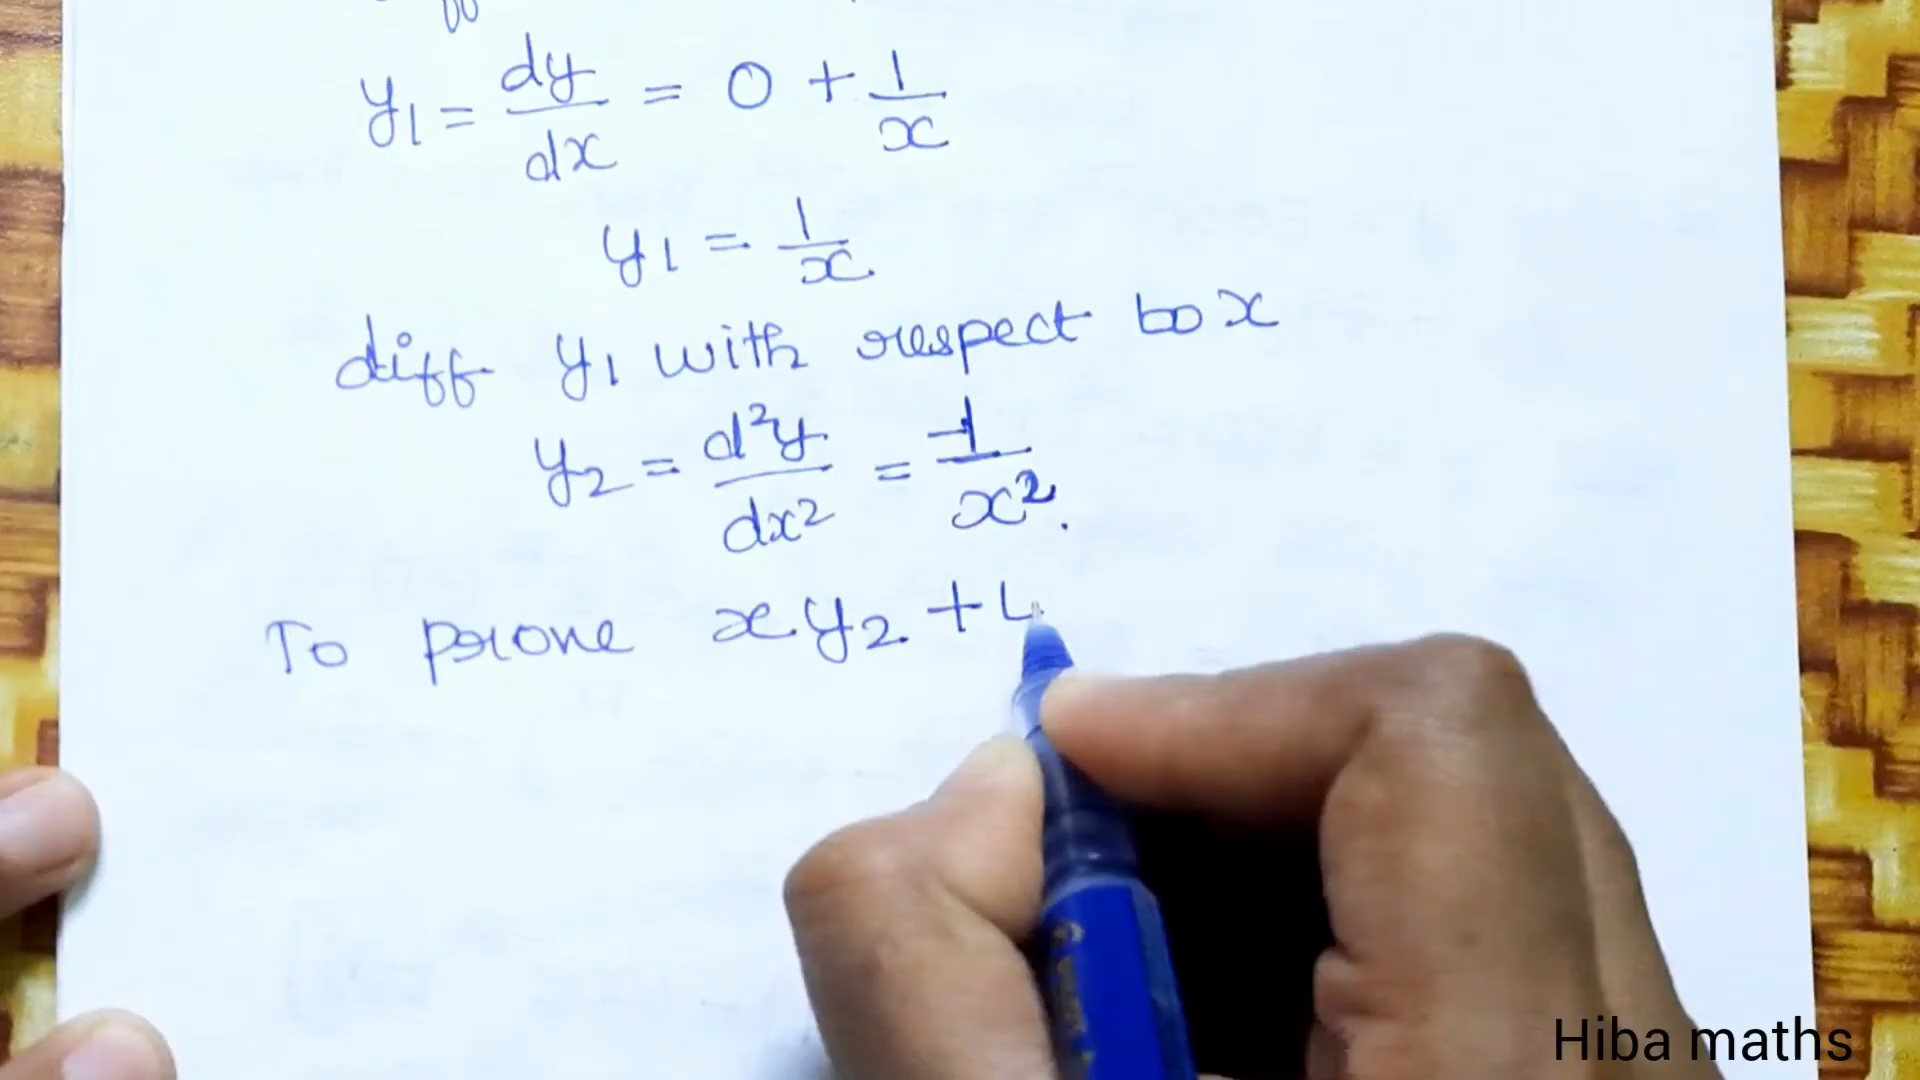 y₁ = dy/dx = 0 + 1/x
y₁ = 1/x
diff y₁ with respect to x
y₂ = d²y/dx² = -1/x².
To prove xy₂ +
Hiba maths